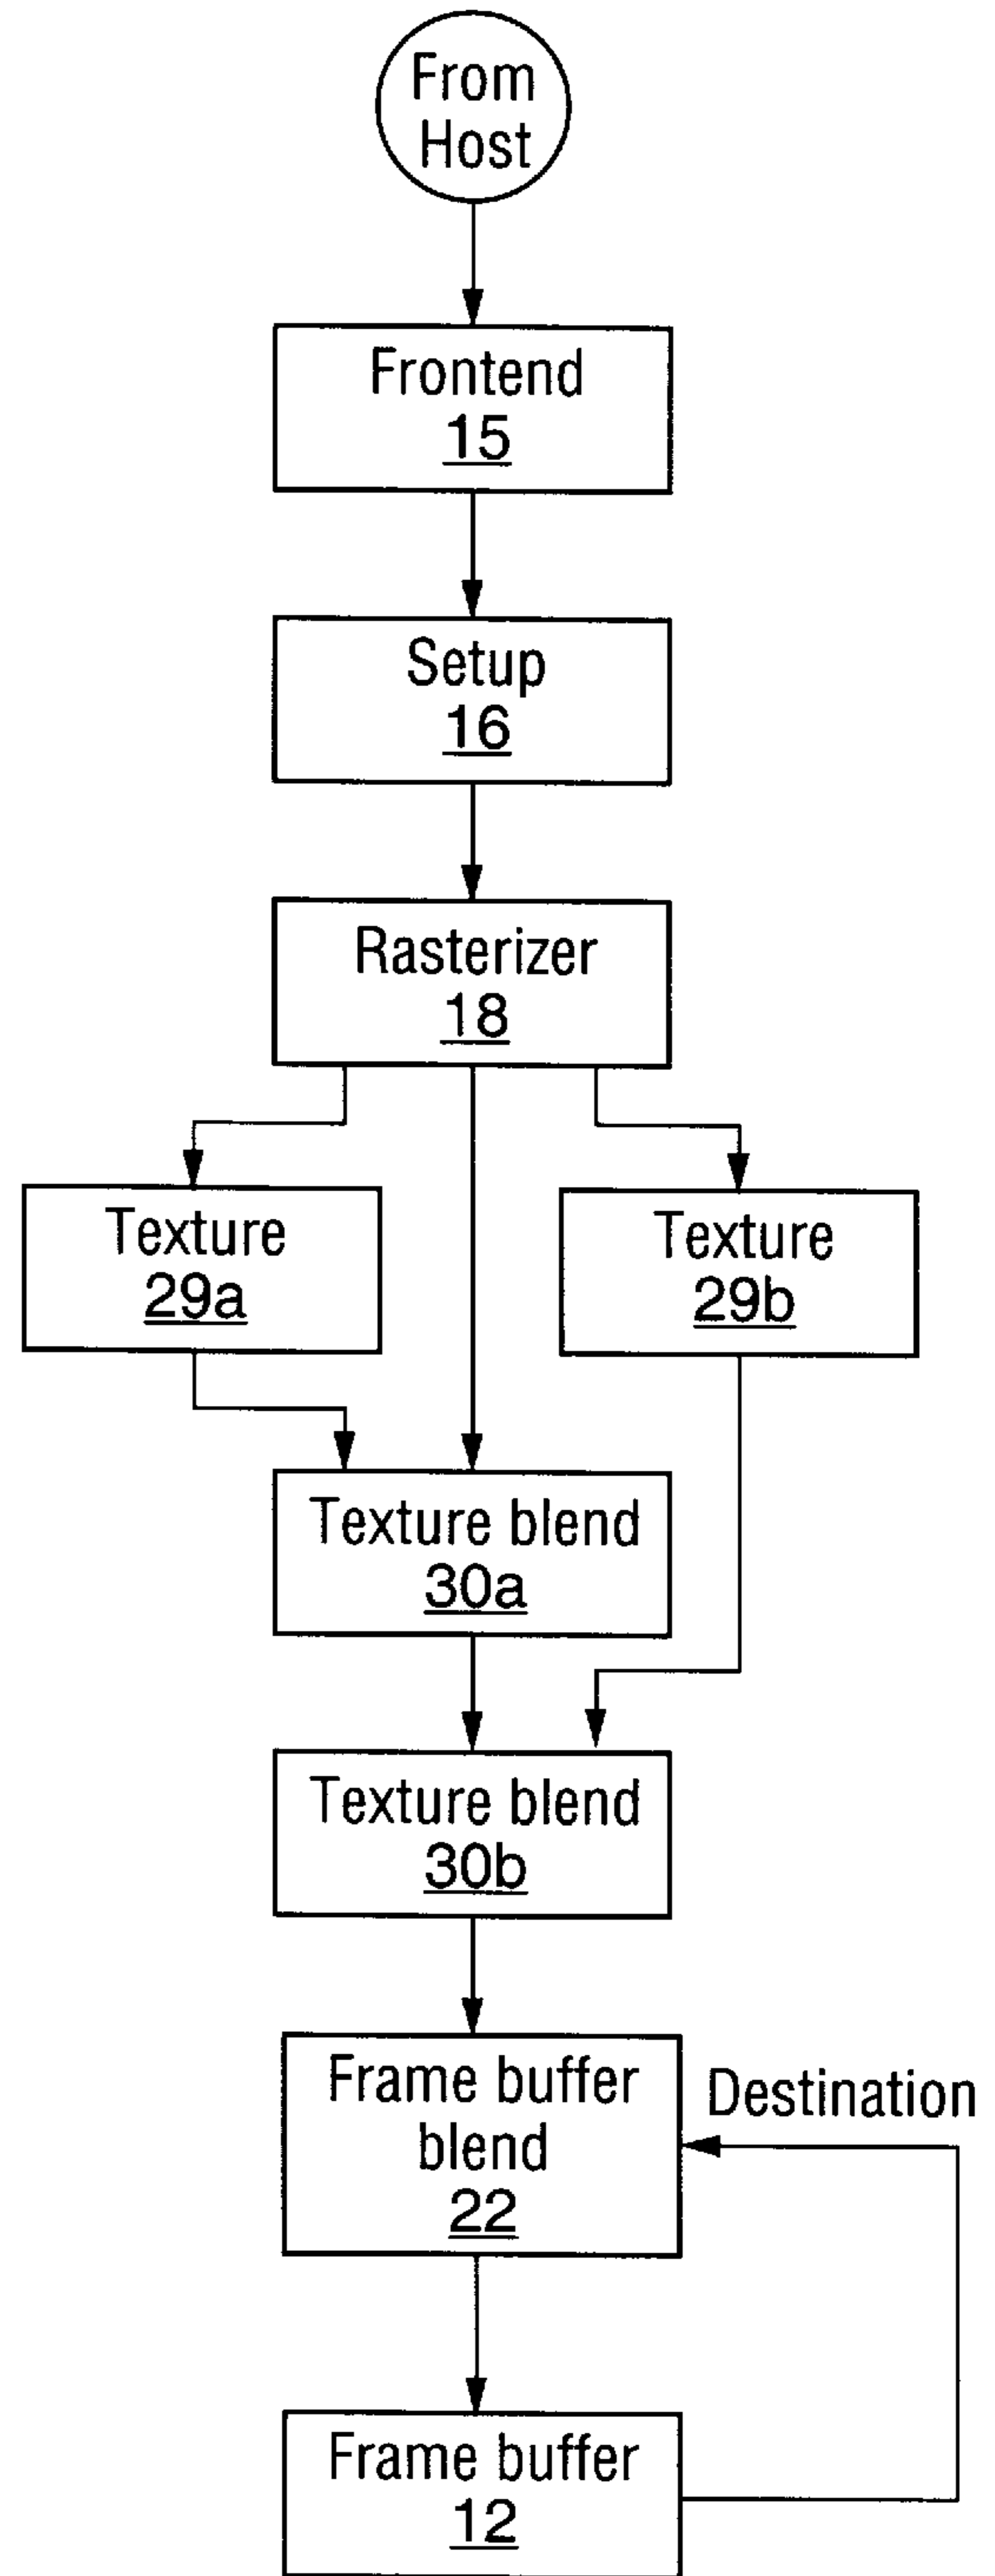 From
Host
Frontend
15
Setup
16
Rasterizer
18
Texture
29a
Texture
29b
Texture blend
30a
Texture blend
30b
Frame buffer
blend
22
Destination
Frame buffer
12